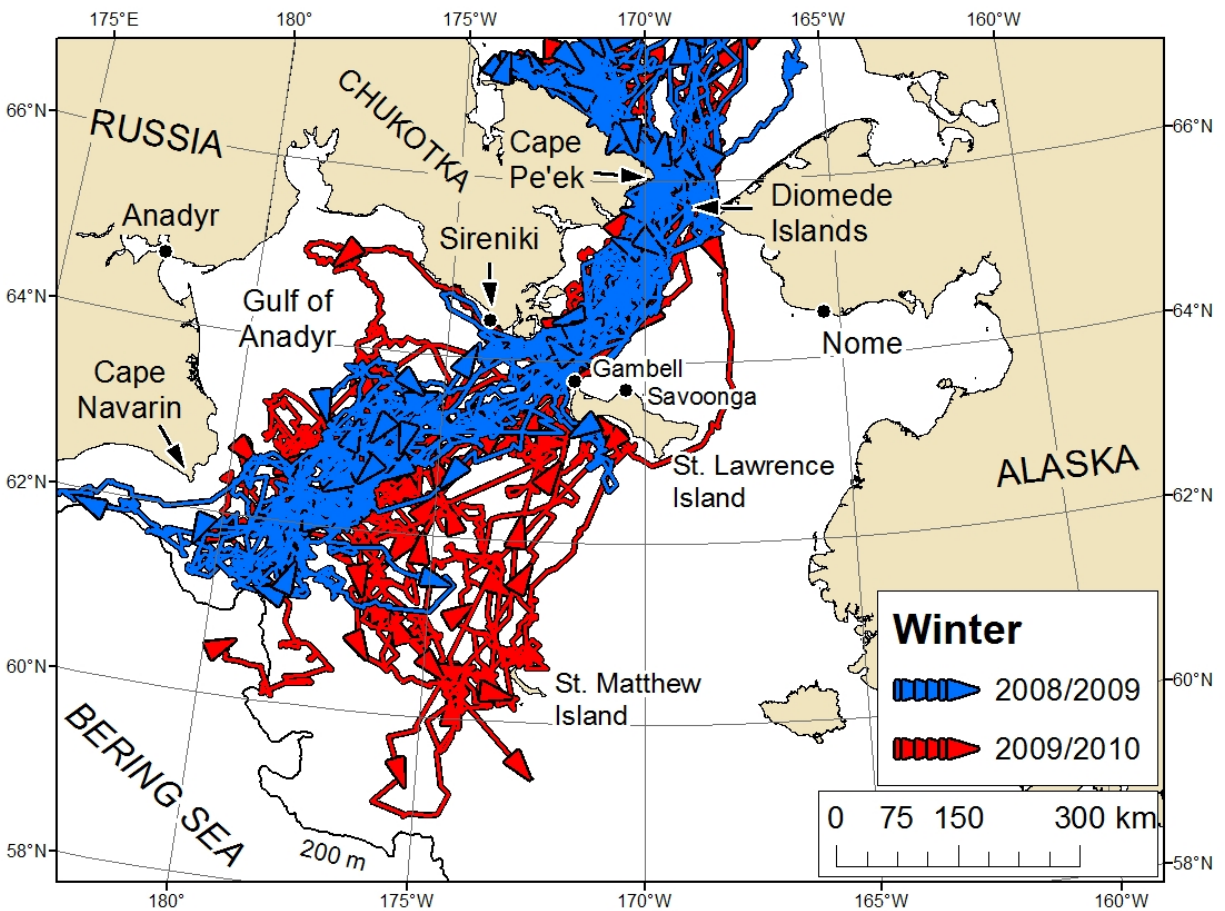 175°E 180° 175°W 170°W 165°W 160°W
66°N
66°N
RUSSIA
CHUKOTKA
Cape
Pe'ek
Diomede
Islands
Anadyr
Sireniki
64°N
64°N
Gulf of
Anadyr
Nome
Cape
Navarin
Gambell
Savoonga
St. Lawrence
Island
ALASKA
62°N
62°N
60°N
60°N
St. Matthew
Island
BERING SEA
200 m
Winter
2008/2009
2009/2010
0 75 150 300 km
58°N
58°N
180° 175°W 170°W 165°W 160°W